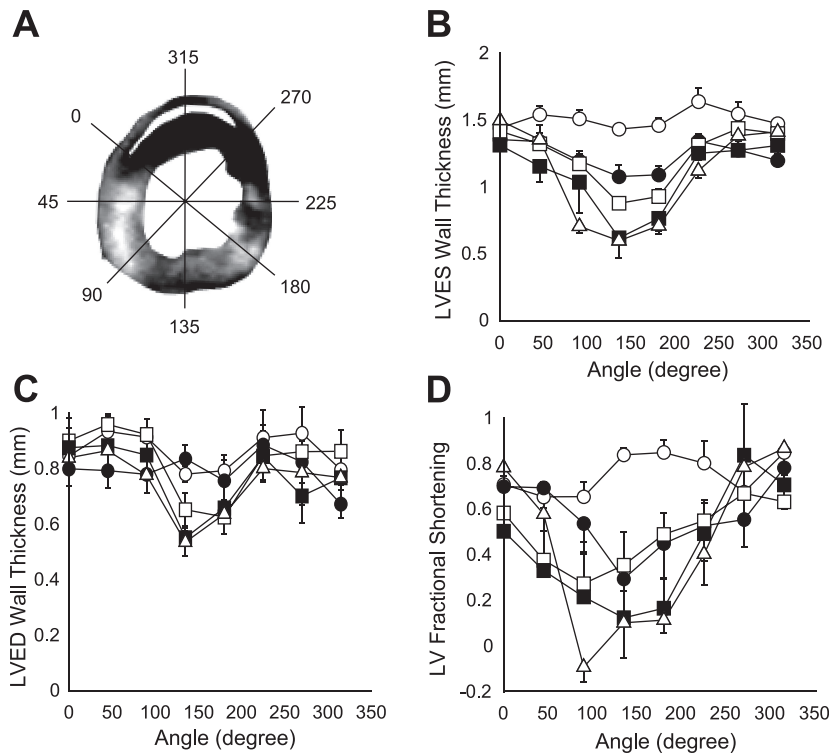 A
315
0
270
45
225
90
180
135
B
LVES Wall Thickness (mm)
2
1.5
1
0.5
0
0 50 100 150 200 250 300 350
Angle (degree)
C
LVED Wall Thickness (mm)
1
0.8
0.6
0.4
0.2
0
0 50 100 150 200 250 300 350
Angle (degree)
D
LV Fractional Shortening
1
0.8
0.6
0.4
0.2
0
-0.2
0 50 100 150 200 250 300 350
Angle (degree)